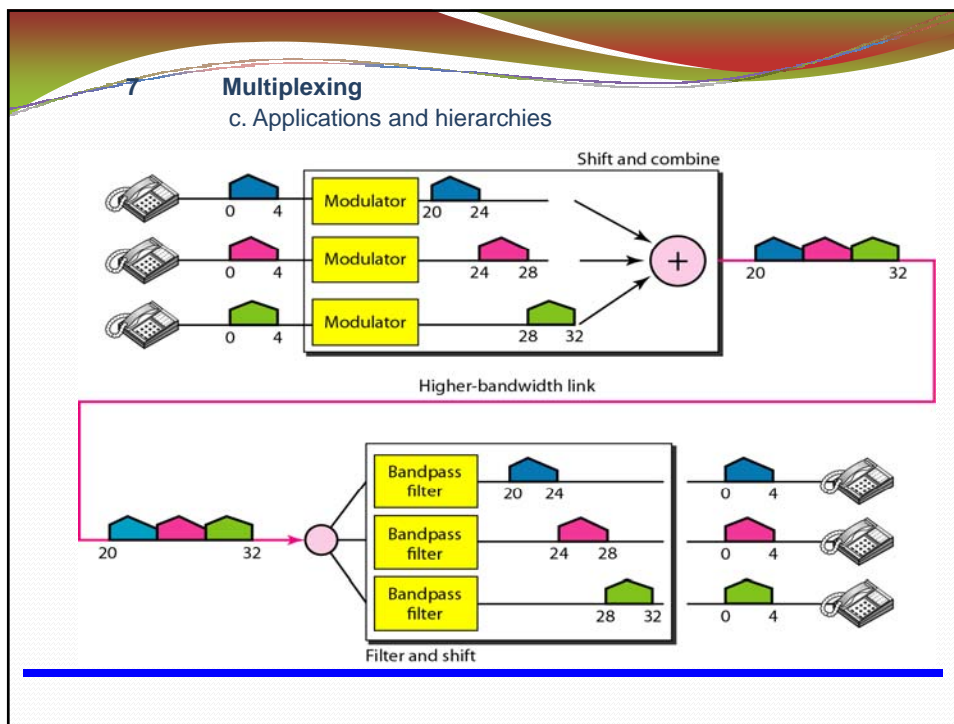 7 Multiplexing
c. Applications and hierarchies
Shift and combine
0 4 Modulator 20 24
0 4 Modulator 24 28 + 20 32
0 4 Modulator 28 32
Higher-bandwidth link
Bandpass
filter 20 24 0 4
20 32 Bandpass
filter 24 28 0 4
Bandpass
filter 28 32 0 4
Filter and shift